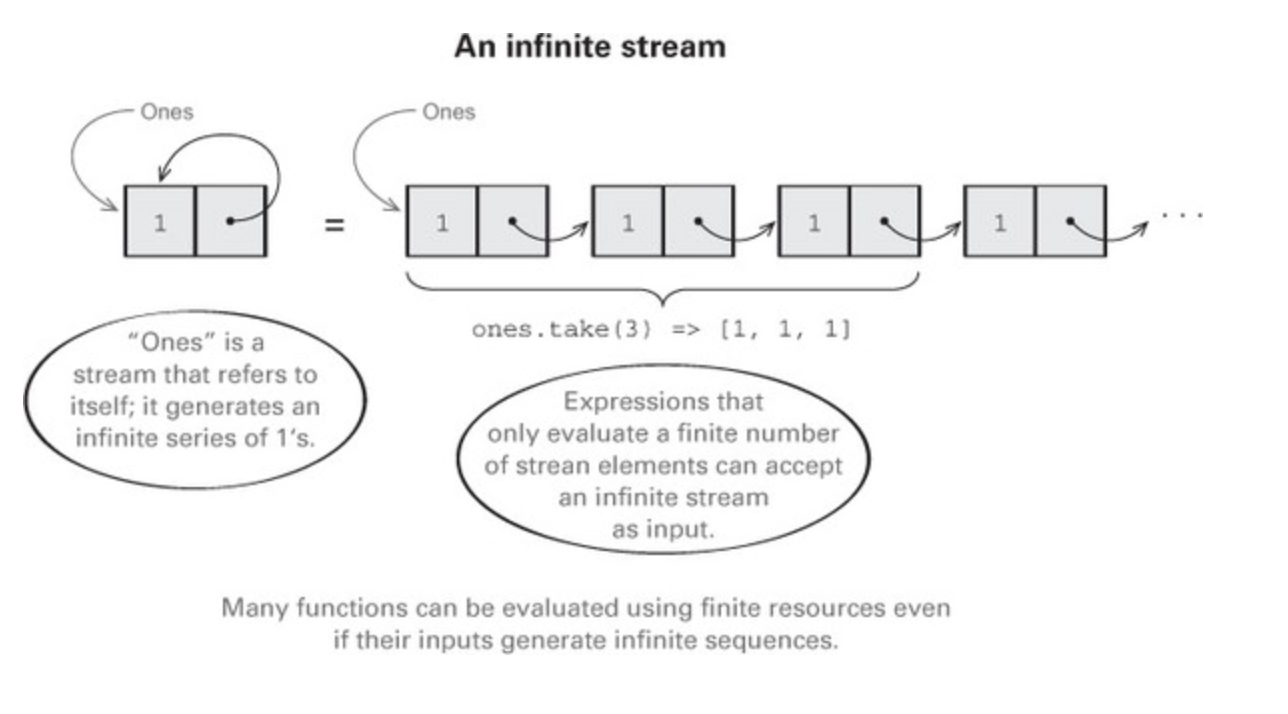 An infinite stream
Ones
Ones
1
=
1
1
1
1
...
ones.take(3) => [1, 1, 1]
“Ones” is a
stream that refers to
itself; it generates an
infinite series of 1‘s.
Expressions that
only evaluate a finite number
of strean elements can accept
an infinite stream
as input.
Many functions can be evaluated using finite resources even
if their inputs generate infinite sequences.